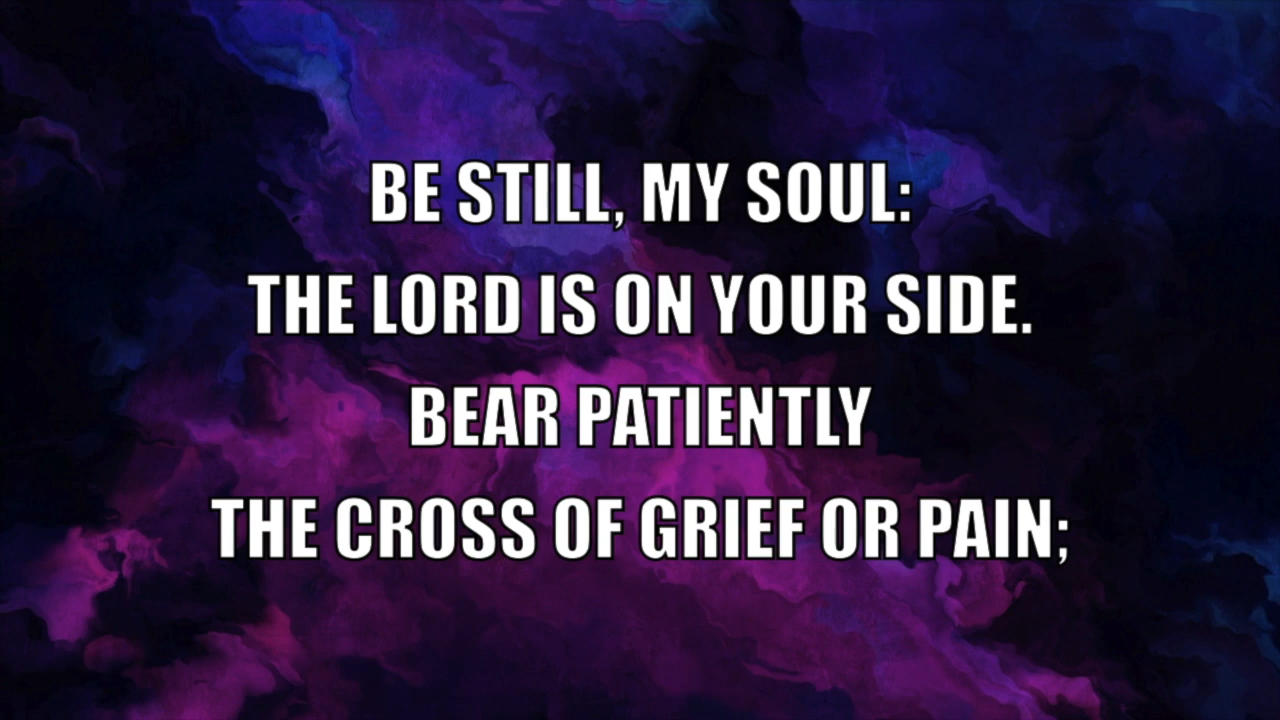 BE STILL, MY SOUL:
THE LORD IS ON YOUR SIDE.
BEAR PATIENTLY
THE CROSS OF GRIEF OR PAIN;